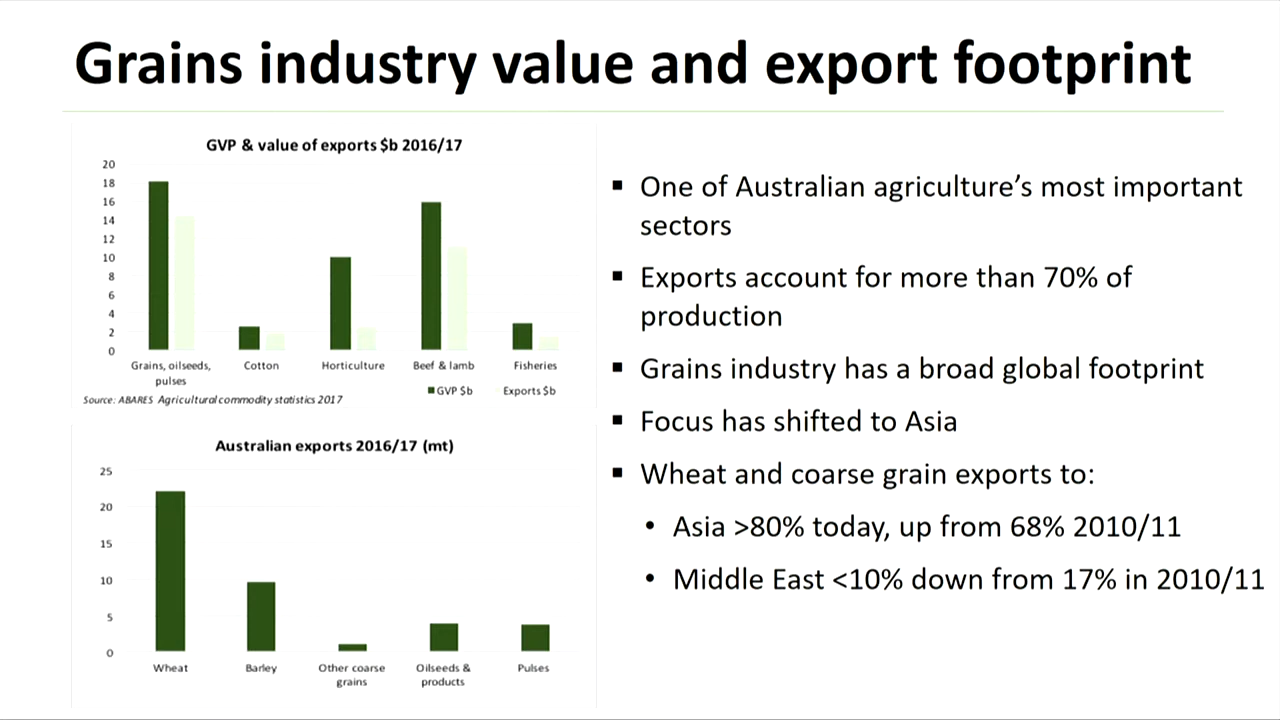 Grains industry value and export footprint
GVP & value of exports $b 2016/17
20
18
16
14
12
10
8
6
4
2
0
Grains, oilseeds,
pulses
Cotton
Horticulture
Beef & lamb
Fisheries
GVP $b
Exports $b
Source: ABARES Agricultural commodity statistics 2017
Australian exports 2016/17 (mt)
25
20
15
10
5
0
Wheat
Barley
Other coarse
grains
Oilseeds &
products
Pulses
▪ One of Australian agriculture’s most important
sectors
▪ Exports account for more than 70% of
production
▪ Grains industry has a broad global footprint
▪ Focus has shifted to Asia
▪ Wheat and coarse grain exports to:
• Asia >80% today, up from 68% 2010/11
• Middle East <10% down from 17% in 2010/11